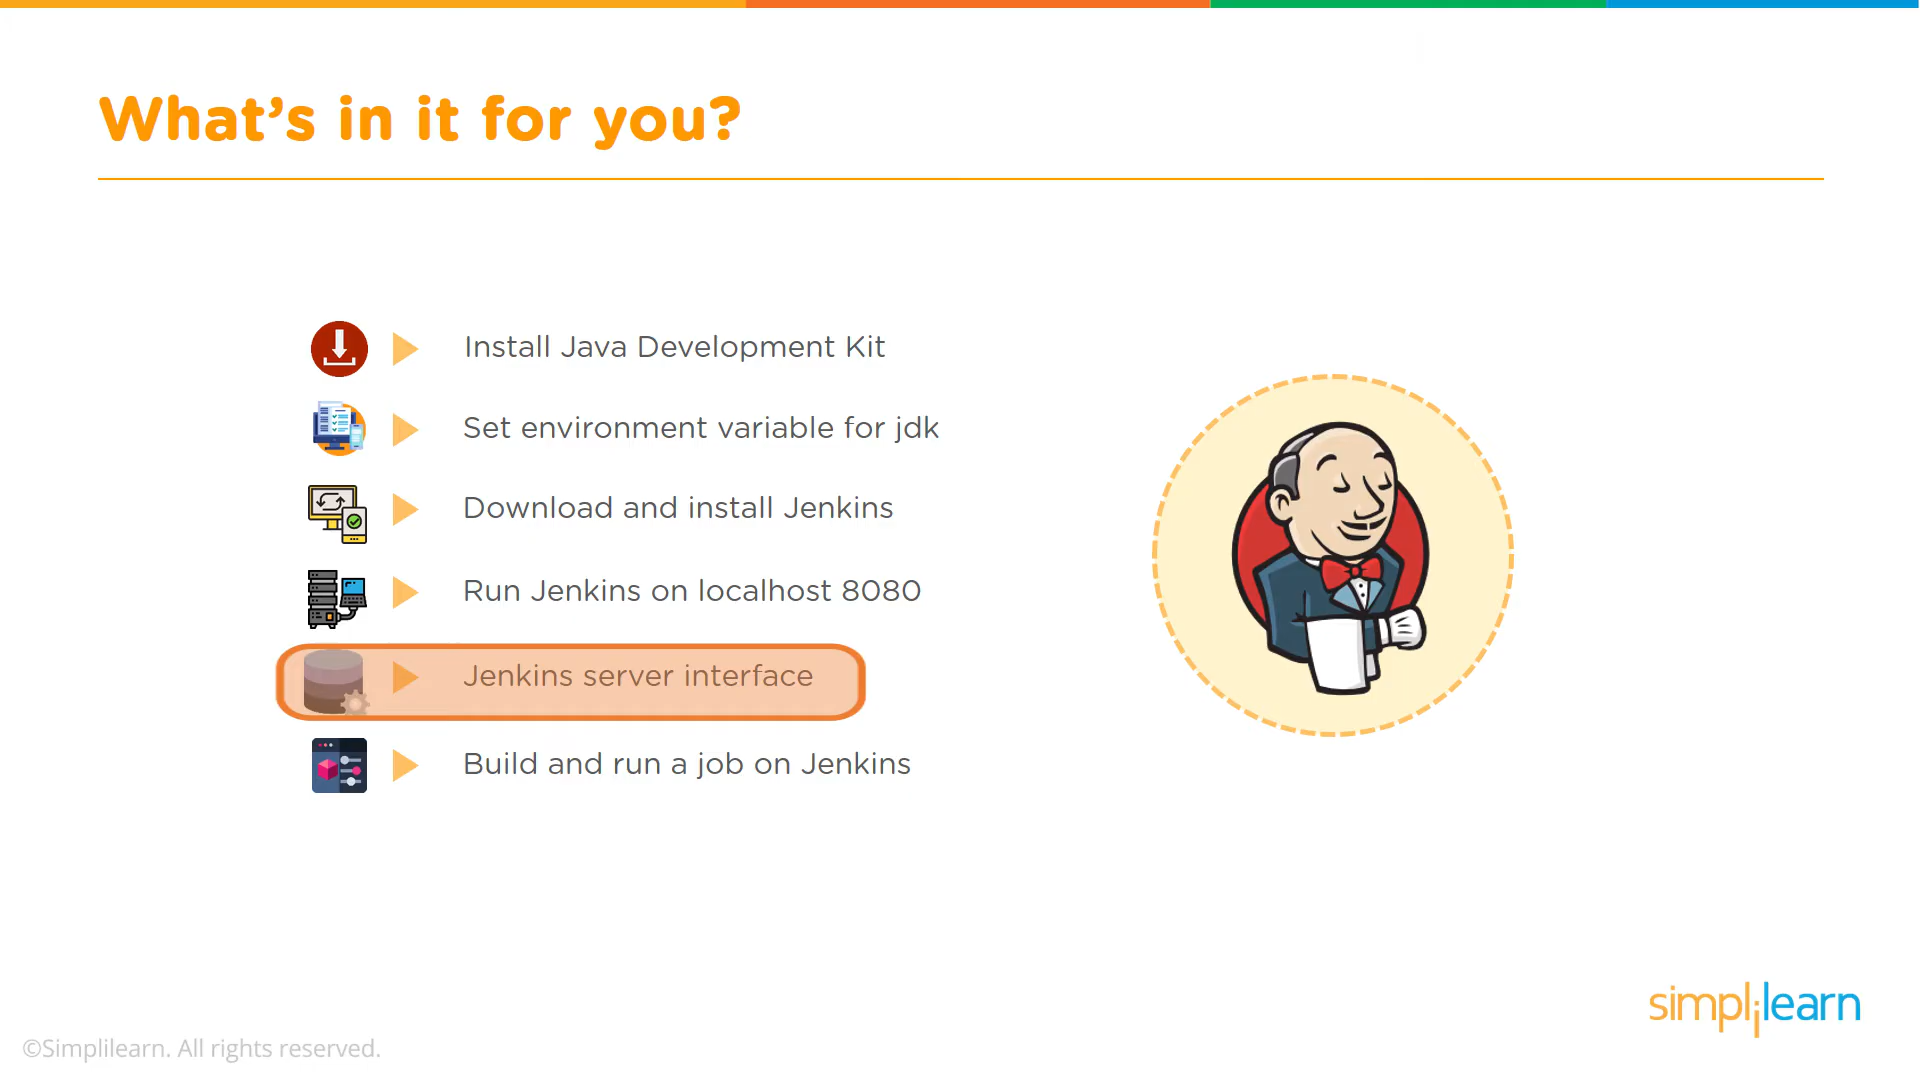 What's in it for you?
Install Java Development Kit
Set environment variable for jdk
Download and install Jenkins
Run Jenkins on localhost 8080
Jenkins server interface
Build and run a job on Jenkins
simplilearn
©Simplilearn. All rights reserved.